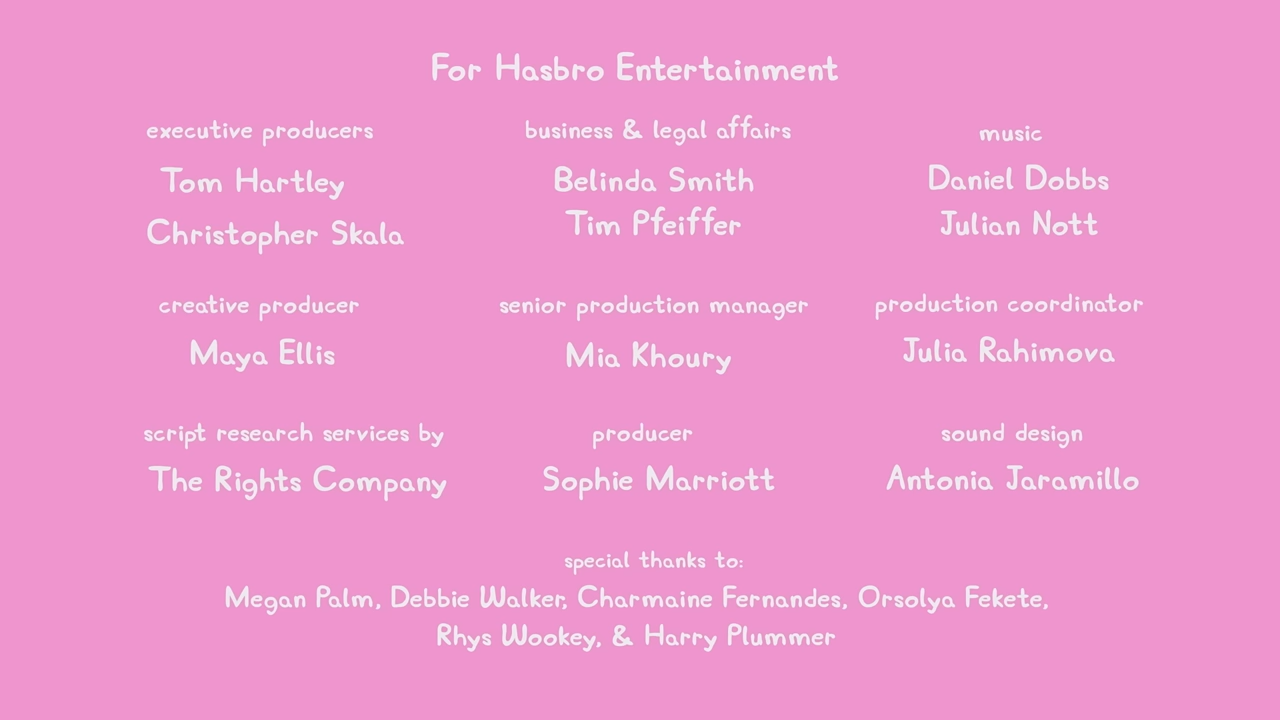 For Hasbro Entertainment
executive producers
Tom Hartley
Christopher Skala
business & legal affairs
Belinda Smith
Tim Pfeiffer
music
Daniel Dobbs
Julian Nott
creative producer
Maya Ellis
senior production manager
Mia Khoury
production coordinator
Julia Rahimova
script research services by
The Rights Company
producer
Sophie Marriott
sound design
Antonia Jaramillo
special thanks to:
Megan Palm, Debbie Walker, Charmaine Fernandes, Orsolya Fekete,
Rhys Wookey, & Harry Plummer